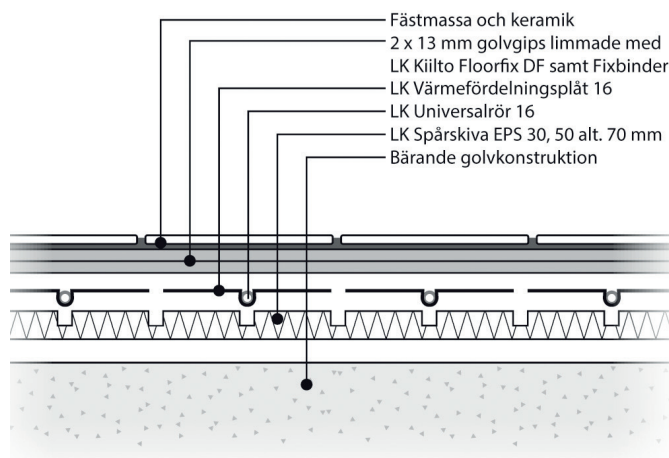 Fästmassa och keramik
2 x 13 mm golvgips limmade med
LK Kiilto Floorfix DF samt Fixbinder
LK Värmefördelningsplåt 16
LK Universalrör 16
LK Spårskiva EPS 30, 50 alt. 70 mm
Bärande golvkonstruktion